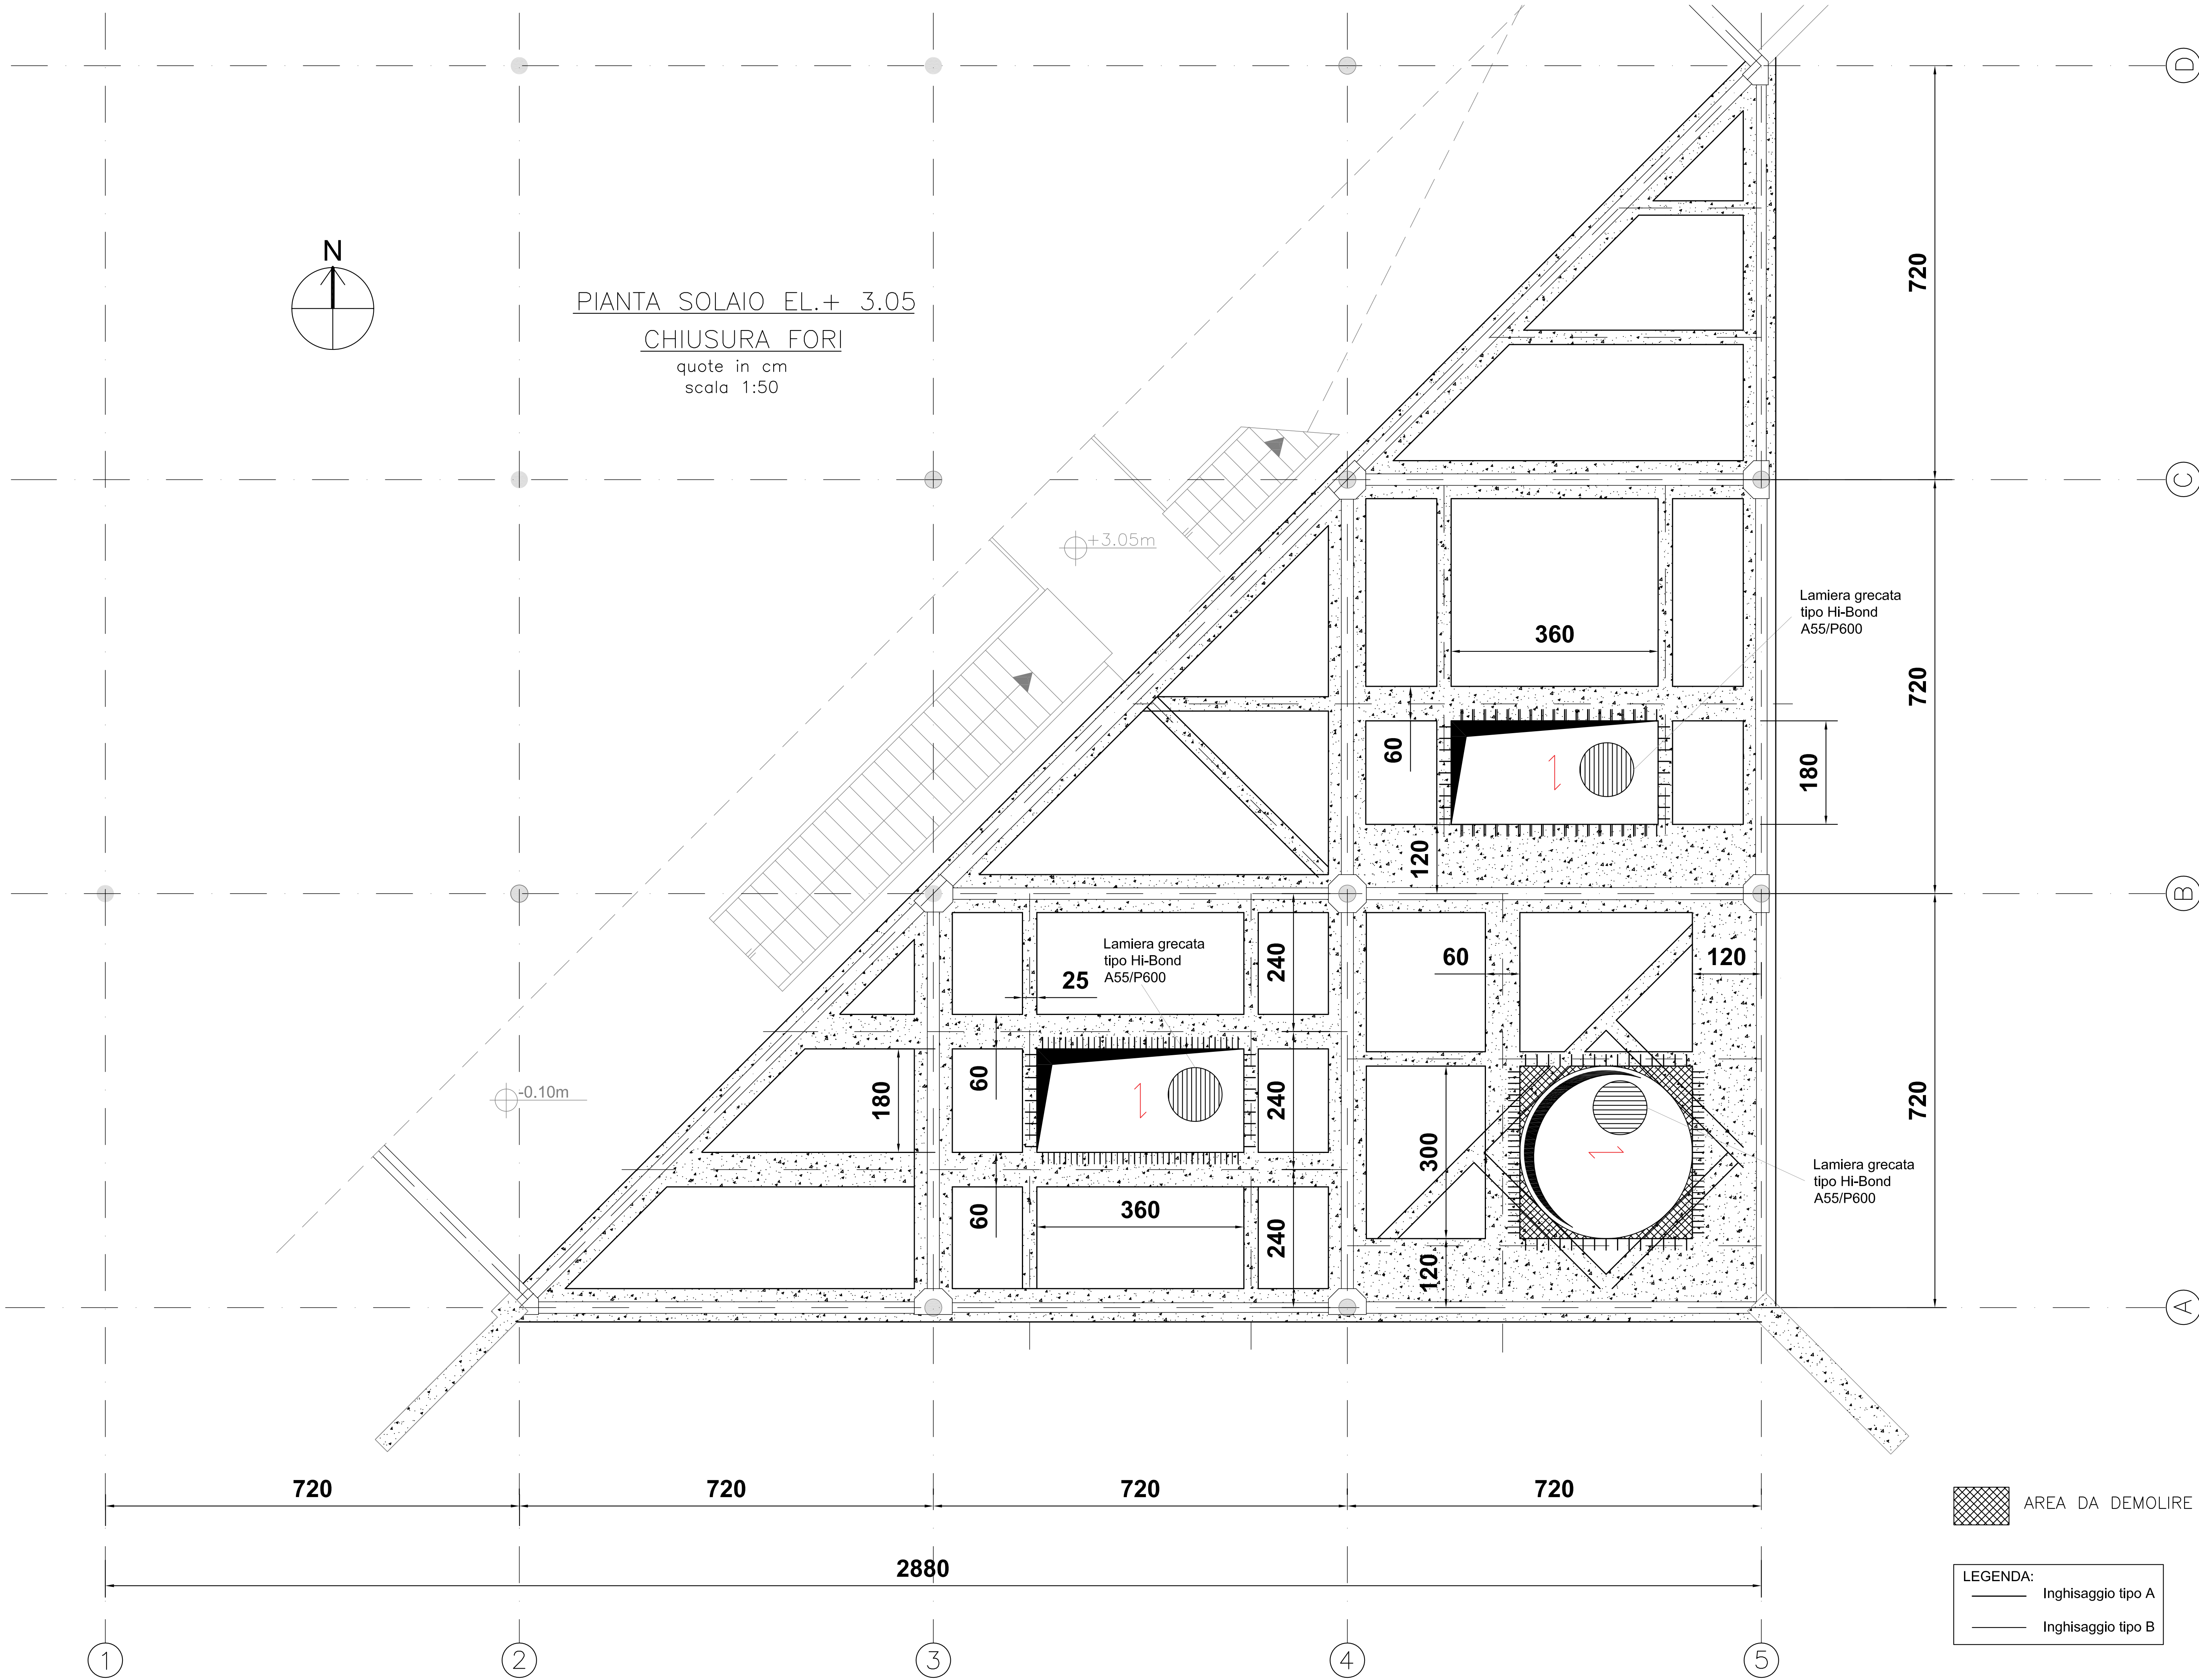 D
N
PIANTA SOLAIO EL.+ 3.05
CHIUSURA FORI
quote in cm
scala 1:50
720
C
+3.05m
Lamiera grecata
tipo Hi-Bond
A55/P600
360
720
60
180
120
B
Lamiera grecata
tipo Hi-Bond
A55/P600
25
240
60
120
-0.10m
180
60
240
720
300
Lamiera grecata
tipo Hi-Bond
A55/P600
60
360
240
120
A
720
720
720
720
AREA DA DEMOLIRE
2880
LEGENDA:
Inghisaggio tipo A
Inghisaggio tipo B
1
2
3
4
5